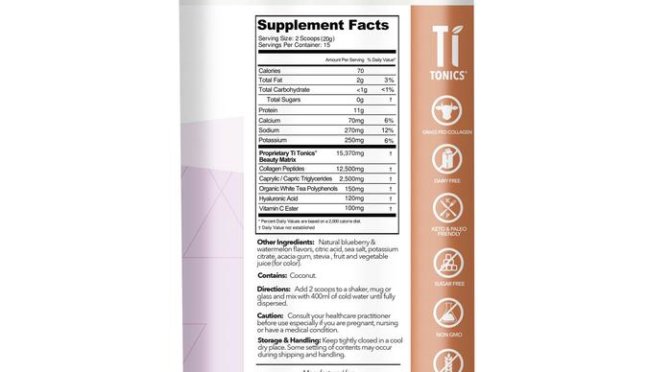 Supplement Facts
Serving Size: 2 Scoops (20g)
Servings Per Container: 15
Amount Per Serving % Daily Value*
Calories 70
Total Fat 2g 3%
Total Carbohydrate <1g <1%
Total Sugars 0g †
Protein 11g
Calcium 70mg 6%
Sodium 270mg 12%
Potassium 250mg 6%
Proprietary Ti Tonics® 15,370mg †
Beauty Matrix
Collagen Peptides 12,500mg †
Caprylic / Capric Triglycerides 2,500mg †
Organic White Tea Polyphenols 150mg †
Hyaluronic Acid 120mg †
Vitamin C Ester 100mg †
* Percent Daily Values are based on a 2,000 calorie diet.
† Daily Value not established
Other Ingredients: Natural blueberry &
watermelon flavors, citric acid, sea salt, potassium
citrate, acacia gum, stevia , fruit and vegetable
juice (for color).
Contains: Coconut.
Directions: Add 2 scoops to a shaker, mug or
glass and mix with 400ml of cold water until fully
dispersed.
Caution: Consult your healthcare practitioner
before use especially if you are pregnant, nursing
or have a medical condition.
Storage & Handling: Keep tightly closed in a cool
dry place. Some settling of contents may occur
during shipping and handling.
Ti
TONICS®
GRASS FED COLLAGEN
DAIRY FREE
KETO & PALEO
FRIENDLY
SUGAR FREE
NON GMO